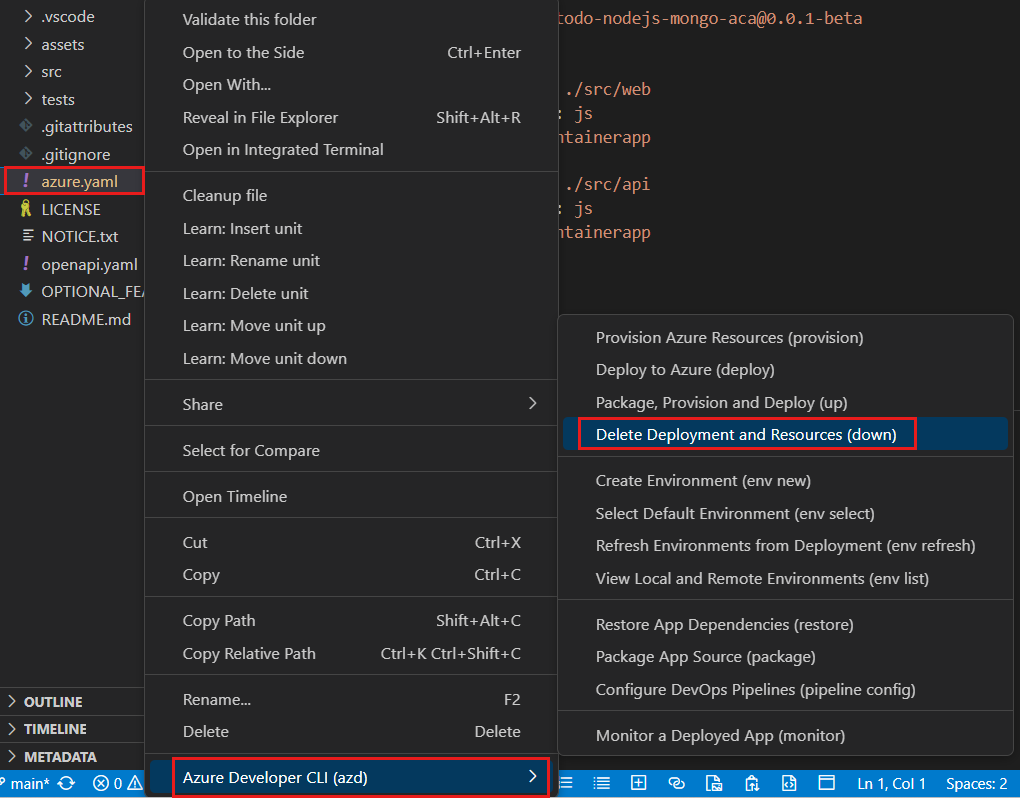 .vscode
assets
src
tests
.gitattributes
.gitignore
azure.yaml
LICENSE
NOTICE.txt
openapi.yaml
OPTIONAL_FEA
README.md
OUTLINE
TIMELINE
METADATA
Validate this folder
Open to the Side Ctrl+Enter
Open With...
Reveal in File Explorer Shift+Alt+R
Open in Integrated Terminal
Cleanup file
Learn: Insert unit
Learn: Rename unit
Learn: Delete unit
Learn: Move unit up
Learn: Move unit down
Share
Select for Compare
Open Timeline
Cut Ctrl+X
Copy Ctrl+C
Copy Path Shift+Alt+C
Copy Relative Path Ctrl+K Ctrl+Shift+C
Rename... F2
Delete Delete
Azure Developer CLI (azd)
todo-nodejs-mongo-aca@0.0.1-beta
./src/web
: js
ntainerapp
./src/api
: js
ntainerapp
Provision Azure Resources (provision)
Deploy to Azure (deploy)
Package, Provision and Deploy (up)
Delete Deployment and Resources (down)
Create Environment (env new)
Select Default Environment (env select)
Refresh Environments from Deployment (env refresh)
View Local and Remote Environments (env list)
Restore App Dependencies (restore)
Package App Source (package)
Configure DevOps Pipelines (pipeline config)
Monitor a Deployed App (monitor)
main* 0 Ln 1, Col 1 Spaces: 2